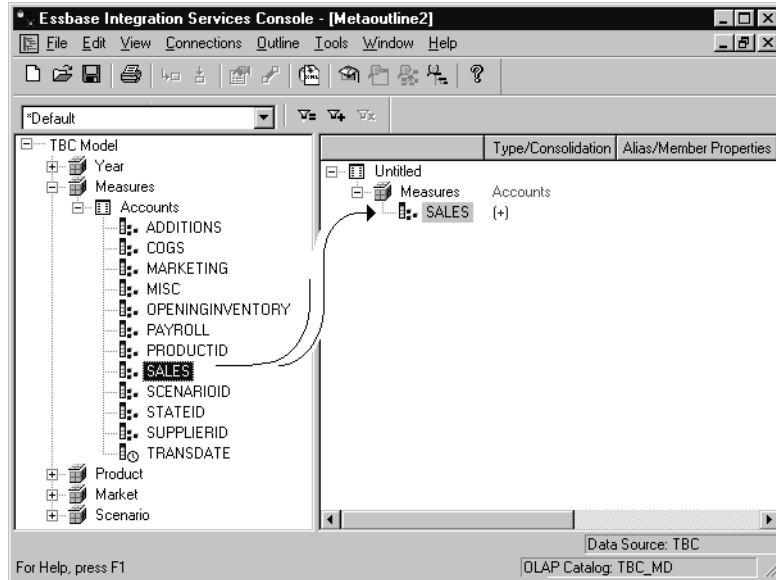 Essbase Integration Services Console - [Metaoutline2]
File Edit View Connections Outline Tools Window Help
*Default
TBC Model
Year
Measures
Accounts
ADDITIONS
COGS
MARKETING
MISC
OPENINGINVENTORY
PAYROLL
PRODUCTID
SALES
SCENARIOID
STATEID
SUPPLIERID
TRANSDATE
Product
Market
Scenario
Type/Consolidation Alias/Member Properties
Untitled
Measures Accounts
SALES (+)
Data Source: TBC
For Help, press F1 OLAP Catalog: TBC_MD